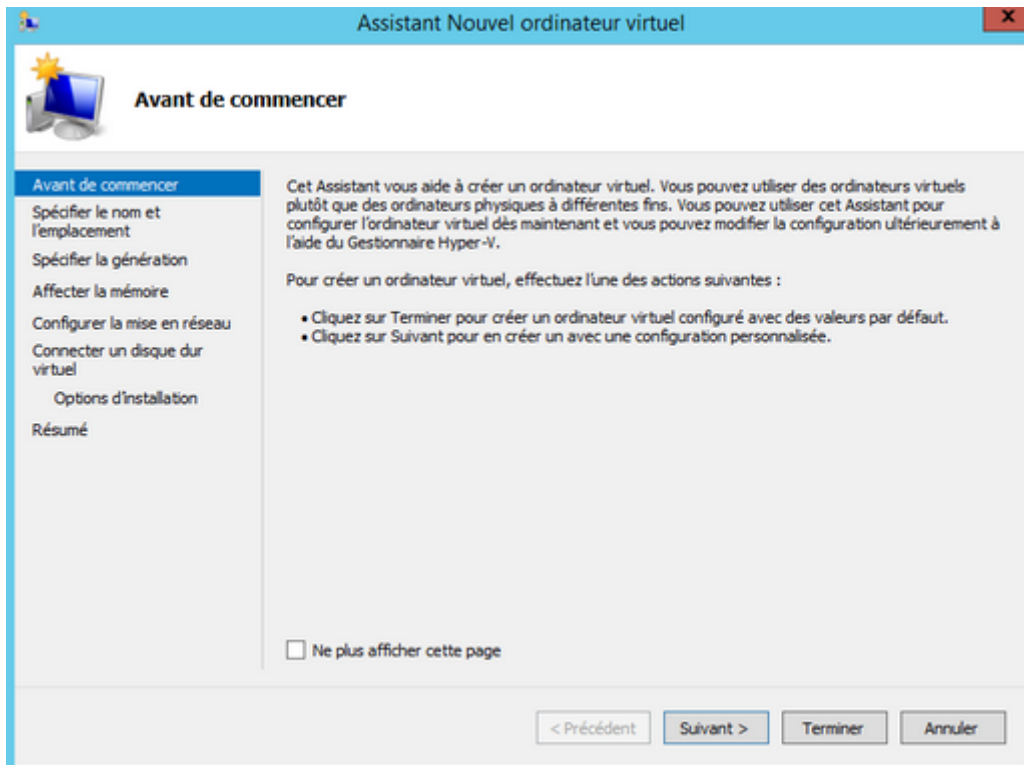 Assistant Nouvel ordinateur virtuel
x
Avant de commencer
Avant de commencer
Spécifier le nom et
l'emplacement
Spécifier la génération
Affecter la mémoire
Configurer la mise en réseau
Connecter un disque dur
virtuel
Options d'installation
Résumé
Cet Assistant vous aide à créer un ordinateur virtuel. Vous pouvez utiliser des ordinateurs virtuels
plutôt que des ordinateurs physiques à différentes fins. Vous pouvez utiliser cet Assistant pour
configurer l'ordinateur virtuel dès maintenant et vous pouvez modifier la configuration ultérieurement à
l'aide du Gestionnaire Hyper-V.
Pour créer un ordinateur virtuel, effectuez l'une des actions suivantes :
• Cliquez sur Terminer pour créer un ordinateur virtuel configuré avec des valeurs par défaut.
• Cliquez sur Suivant pour en créer un avec une configuration personnalisée.
Ne plus afficher cette page
< Précédent
Suivant >
Terminer
Annuler